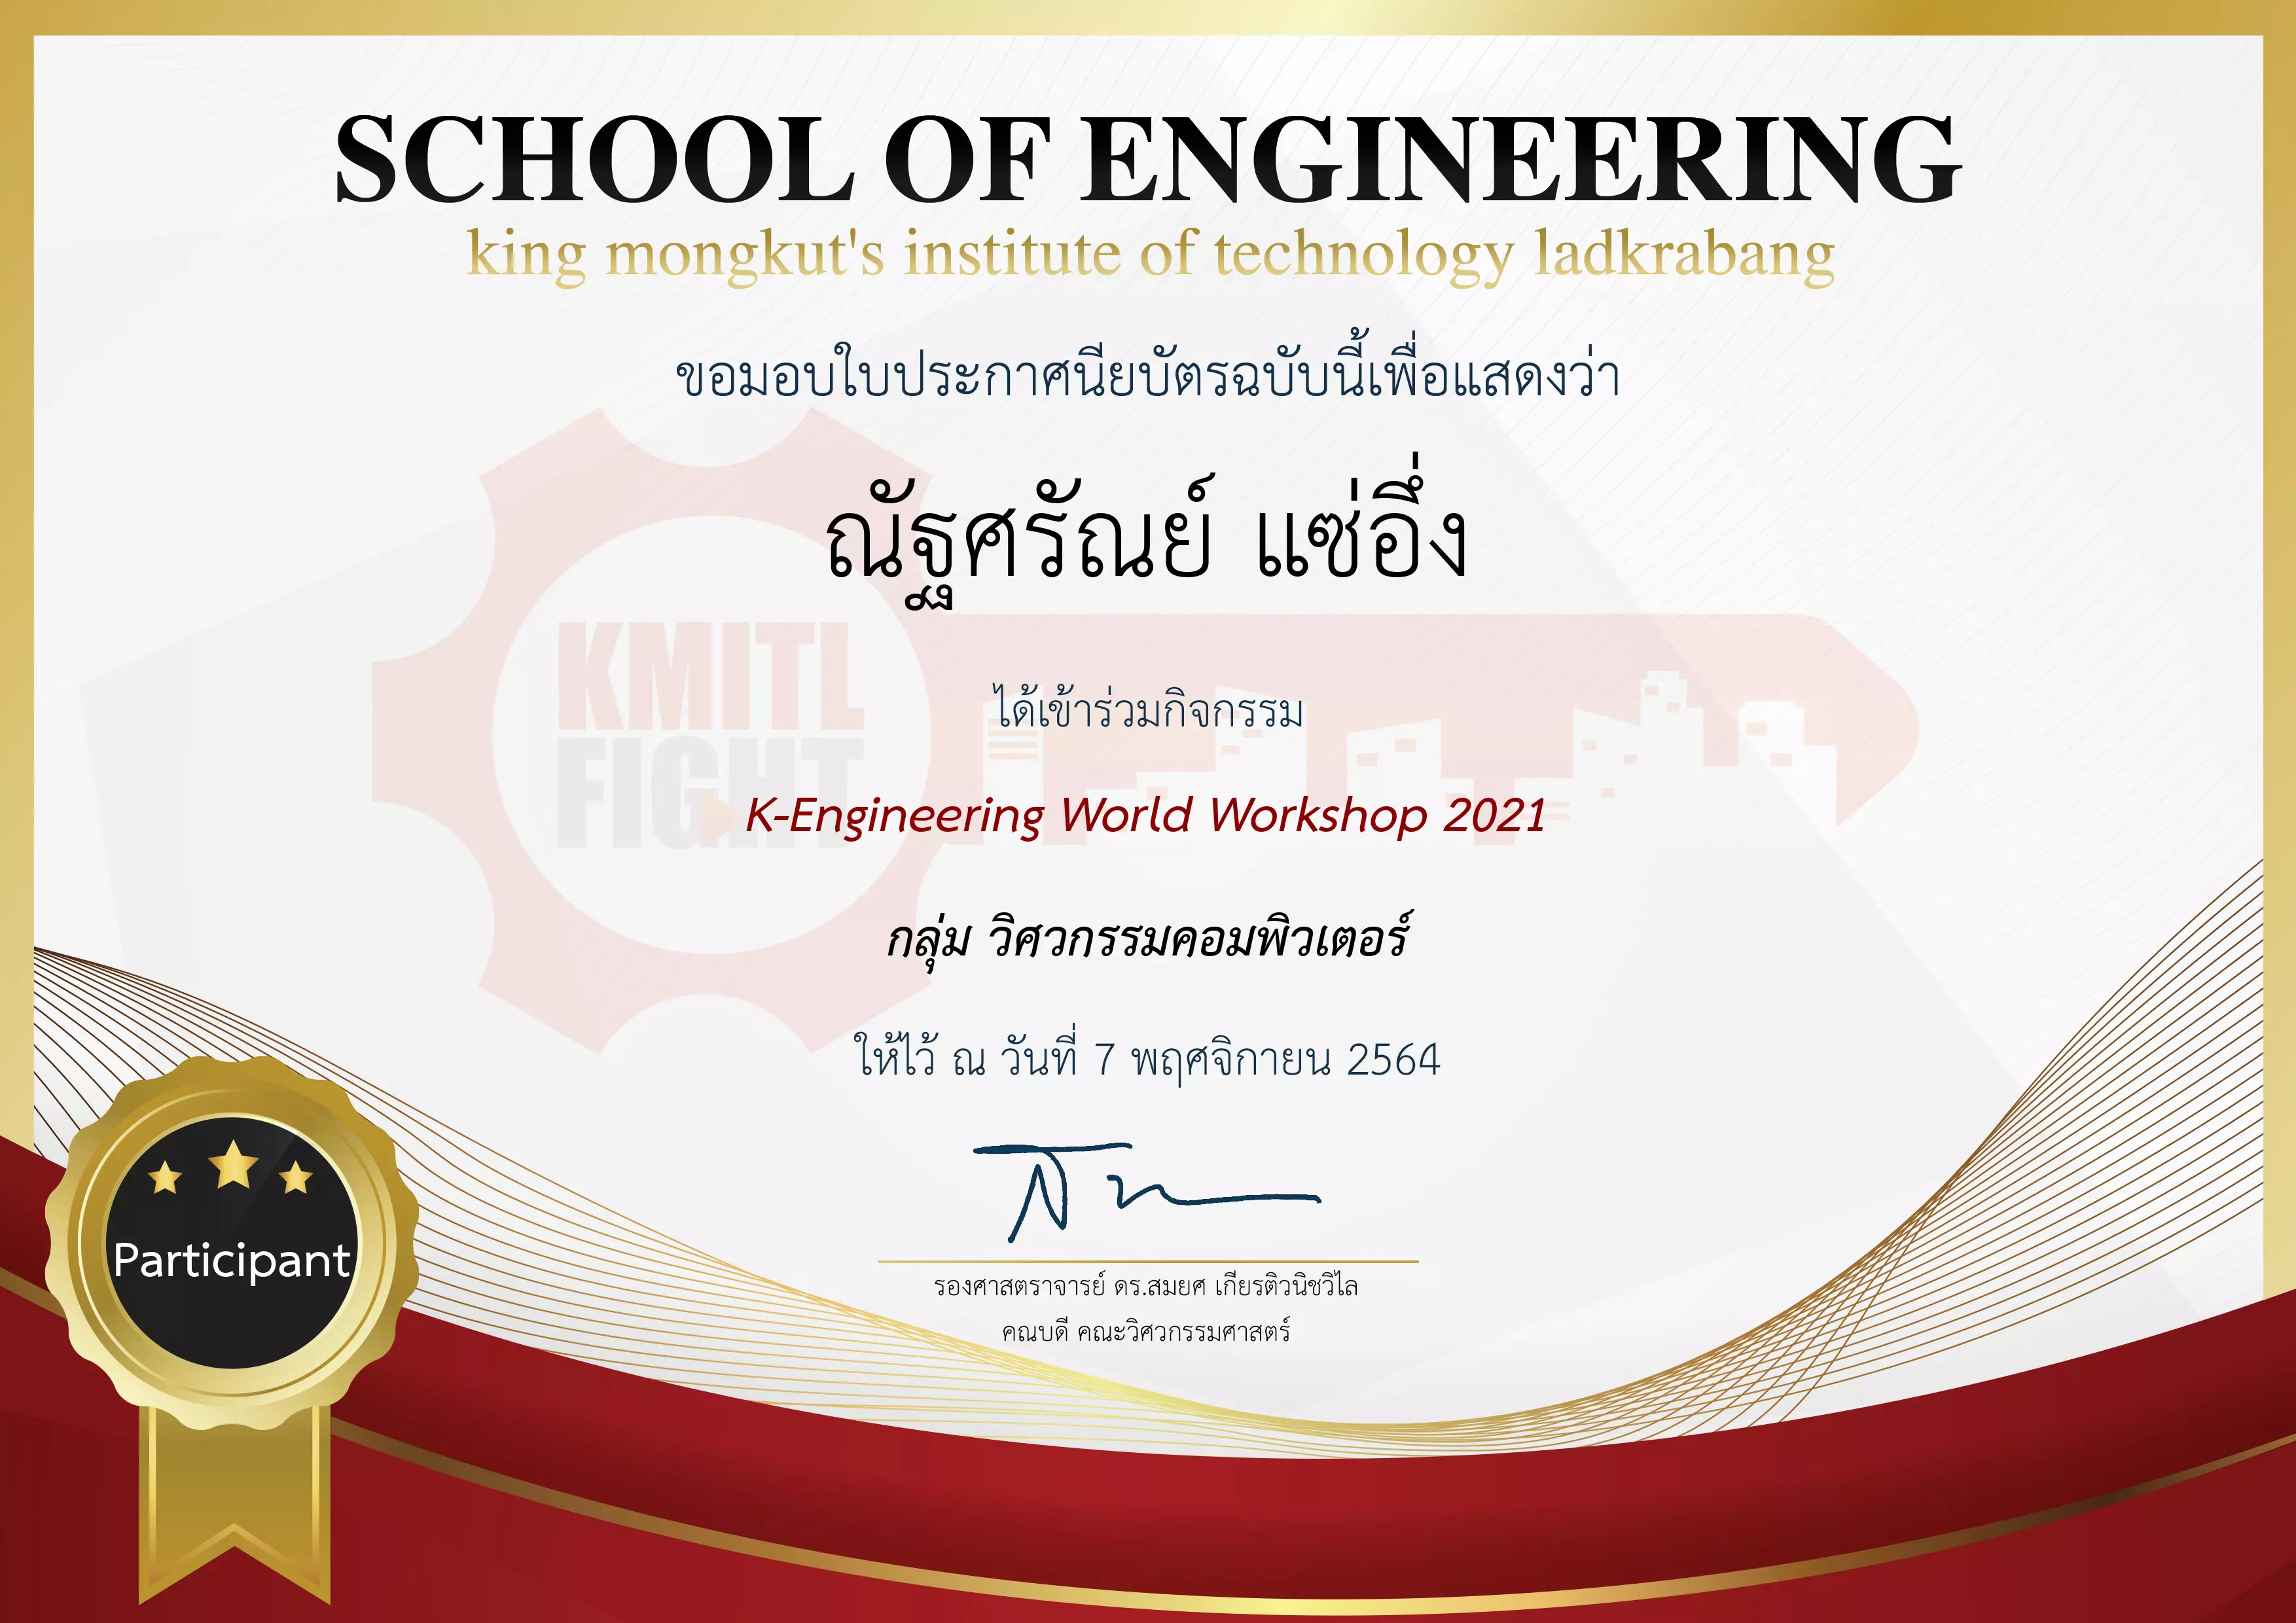 SCHOOL OF ENGINEERING
king mongkut's institute of technology ladkrabang
ขอมอบใบประกาศนียบัตรฉบับนี้เพื่อแสดงว่า
ณัฐศรัณย์ แซ่อึ่ง
KMITL
FIGHT
ได้เข้าร่วมกิจกรรม
K-Engineering World Workshop 2021
กลุ่ม วิศวกรรมคอมพิวเตอร์
ให้ไว้ ณ วันที่ 7 พฤศจิกายน 2564
Participant
รองศาสตราจารย์ ดร.สมยศ เกียรติวนิชวิไล
คณบดี คณะวิศวกรรมศาสตร์